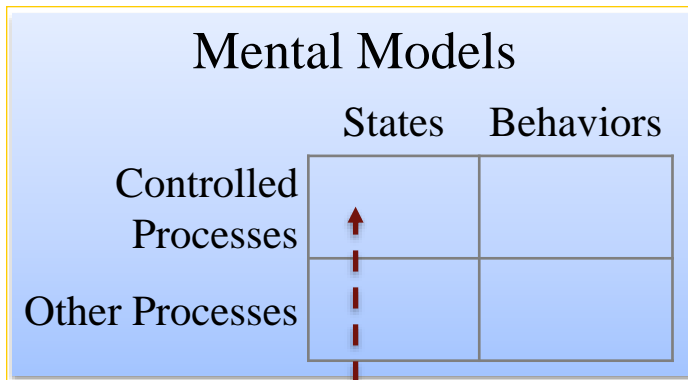 Mental Models
States Behaviors
Controlled
Processes
Other Processes